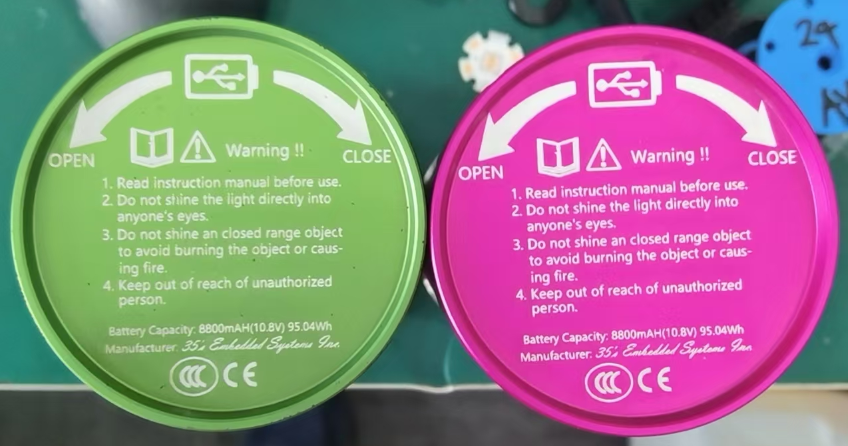 OPEN
CLOSE
Warning !!
1. Read instruction manual before use.
2. Do not shine the light directly into
anyone's eyes.
3. Do not shine an closed range object
to avoid burning the object or caus-
ing fire.
4. Keep out of reach of unauthorized
person.
Battery Capacity: 8800mAH(10.8V) 95.04Wh
Manufacturer: 35's Embedded Systems Inc.
CCC CE
OPEN
CLOSE
Warning !!
1. Read instruction manual before use.
2. Do not shine the light directly into
anyone's eyes.
3. Do not shine an closed range object
to avoid burning the object or caus-
ing fire.
4. Keep out of reach of unauthorized
person.
Battery Capacity: 8800mAH(10.8V) 95.04Wh
Manufacturer: 35's Embedded Systems Inc.
CCC CE
29